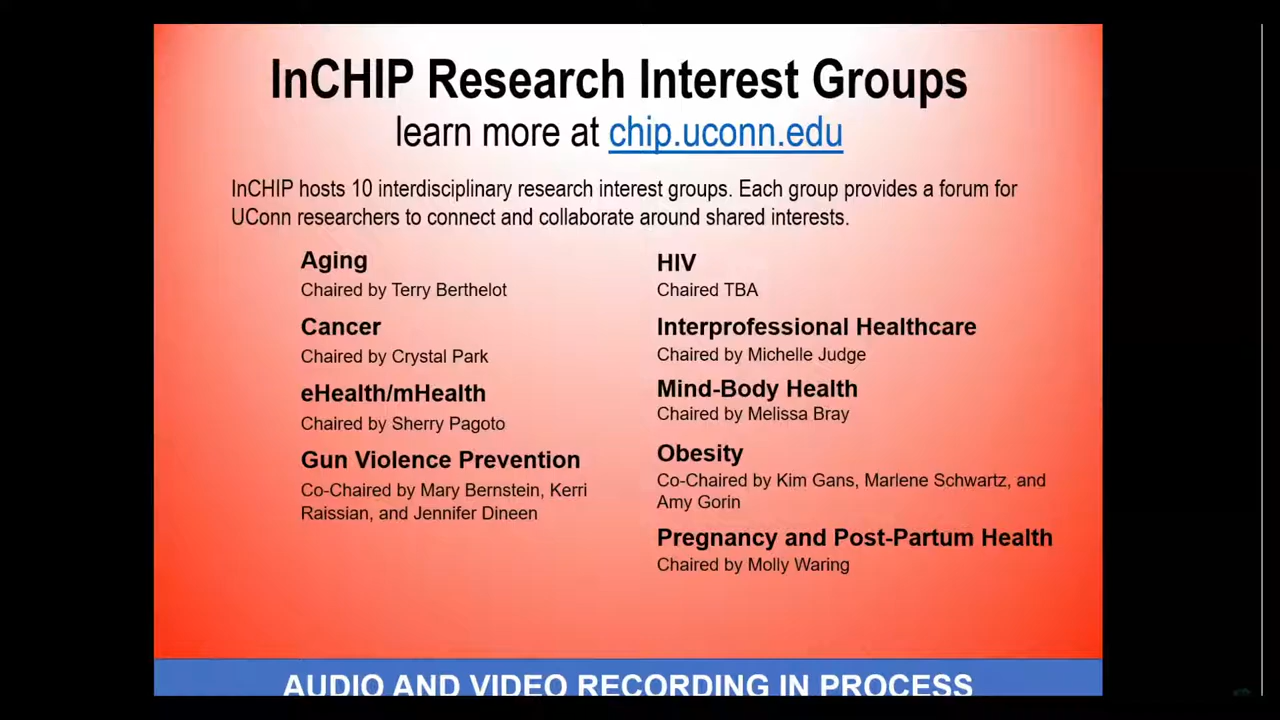 InCHIP Research Interest Groups
learn more at chip.uconn.edu
InCHIP hosts 10 interdisciplinary research interest groups. Each group provides a forum for
UConn researchers to connect and collaborate around shared interests.
Aging
Chaired by Terry Berthelot
Cancer
Chaired by Crystal Park
eHealth/mHealth
Chaired by Sherry Pagoto
Gun Violence Prevention
Co-Chaired by Mary Bernstein, Kerri
Raissian, and Jennifer Dineen
HIV
Chaired TBA
Interprofessional Healthcare
Chaired by Michelle Judge
Mind-Body Health
Chaired by Melissa Bray
Obesity
Co-Chaired by Kim Gans, Marlene Schwartz, and
Amy Gorin
Pregnancy and Post-Partum Health
Chaired by Molly Waring
AUDIO AND VIDEO RECORDING IN PROCESS